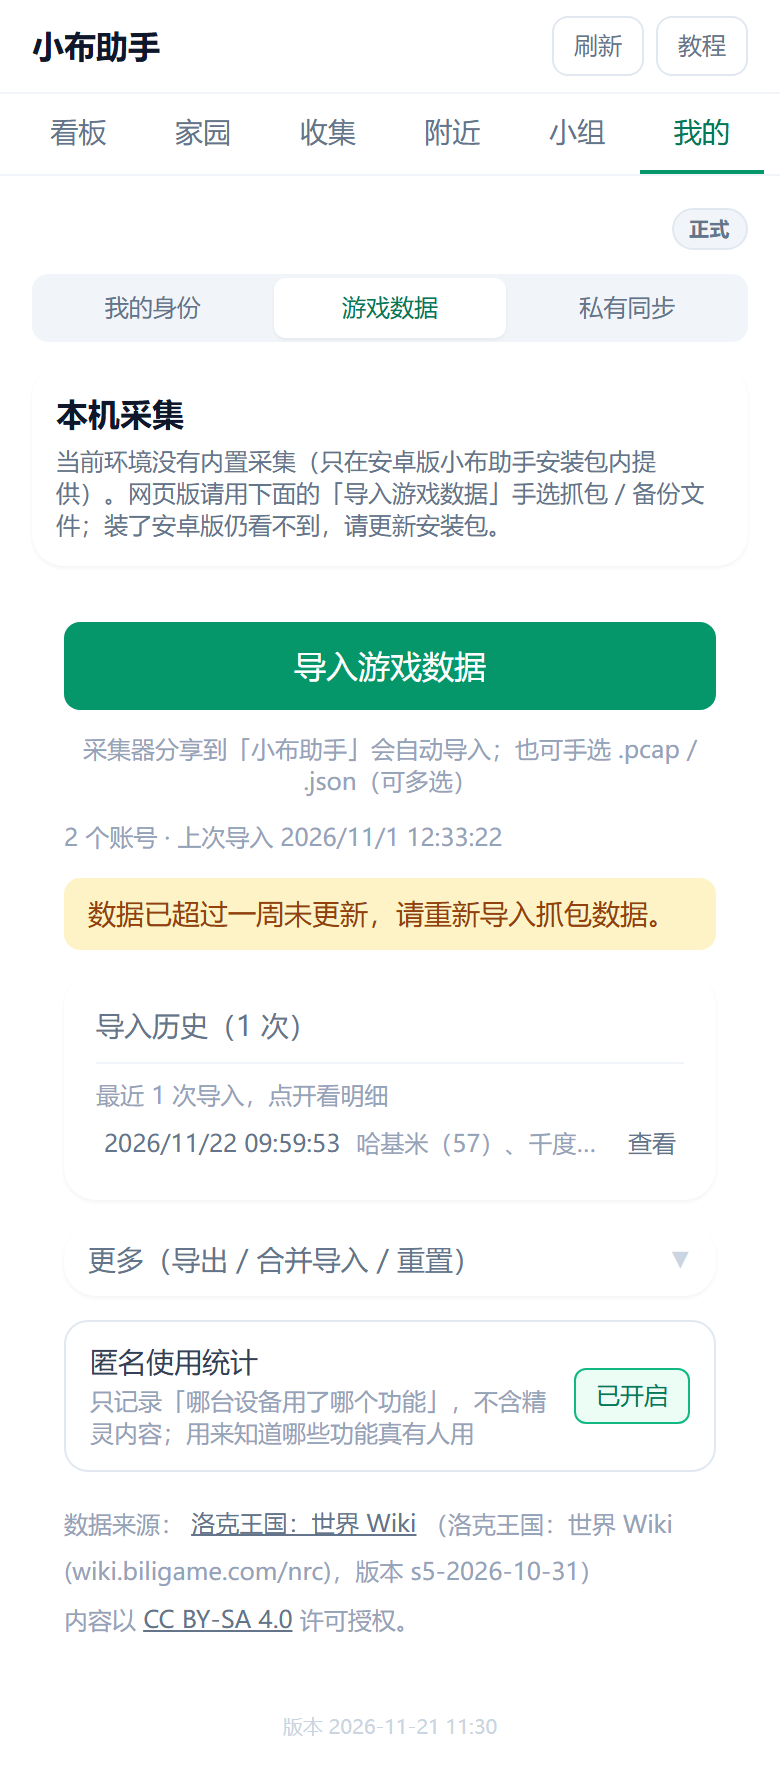 小布助手
刷新
教程
看板
家园
收集
附近
小组
我的
正式
我的身份
游戏数据
私有同步
本机采集
当前环境没有内置采集（只在安卓版小布助手安装包内提
供）。网页版请用下面的「导入游戏数据」手选抓包 / 备份文
件；装了安卓版仍看不到，请更新安装包。
导入游戏数据
采集器分享到「小布助手」会自动导入；也可手选 .pcap /
.json（可多选）
2 个账号 · 上次导入 2026/11/1 12:33:22
数据已超过一周未更新，请重新导入抓包数据。
导入历史（1 次）
最近 1 次导入，点开看明细
2026/11/22 09:59:53 哈基米（57）、千度... 查看
更多（导出 / 合并导入 / 重置）
▼
匿名使用统计
只记录「哪台设备用了哪个功能」，不含精
灵内容；用来知道哪些功能真有人用
已开启
数据来源： 洛克王国：世界 Wiki （洛克王国：世界 Wiki
(wiki.biligame.com/nrc)，版本 s5-2026-10-31）
内容以 CC BY-SA 4.0 许可授权。
版本 2026-11-21 11:30